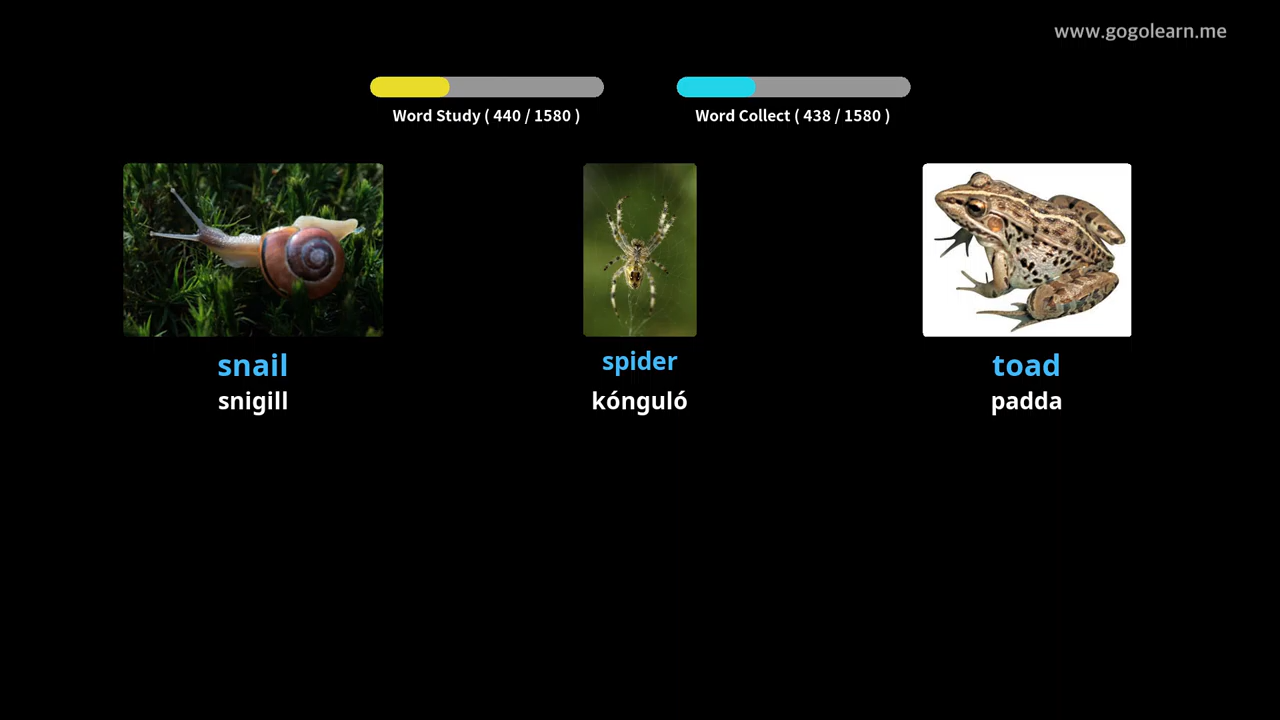 www.gogolearn.me
Word Study ( 440 / 1580 )
Word Collect ( 438 / 1580 )
snail
snigill
spider
kónguló
toad
padda